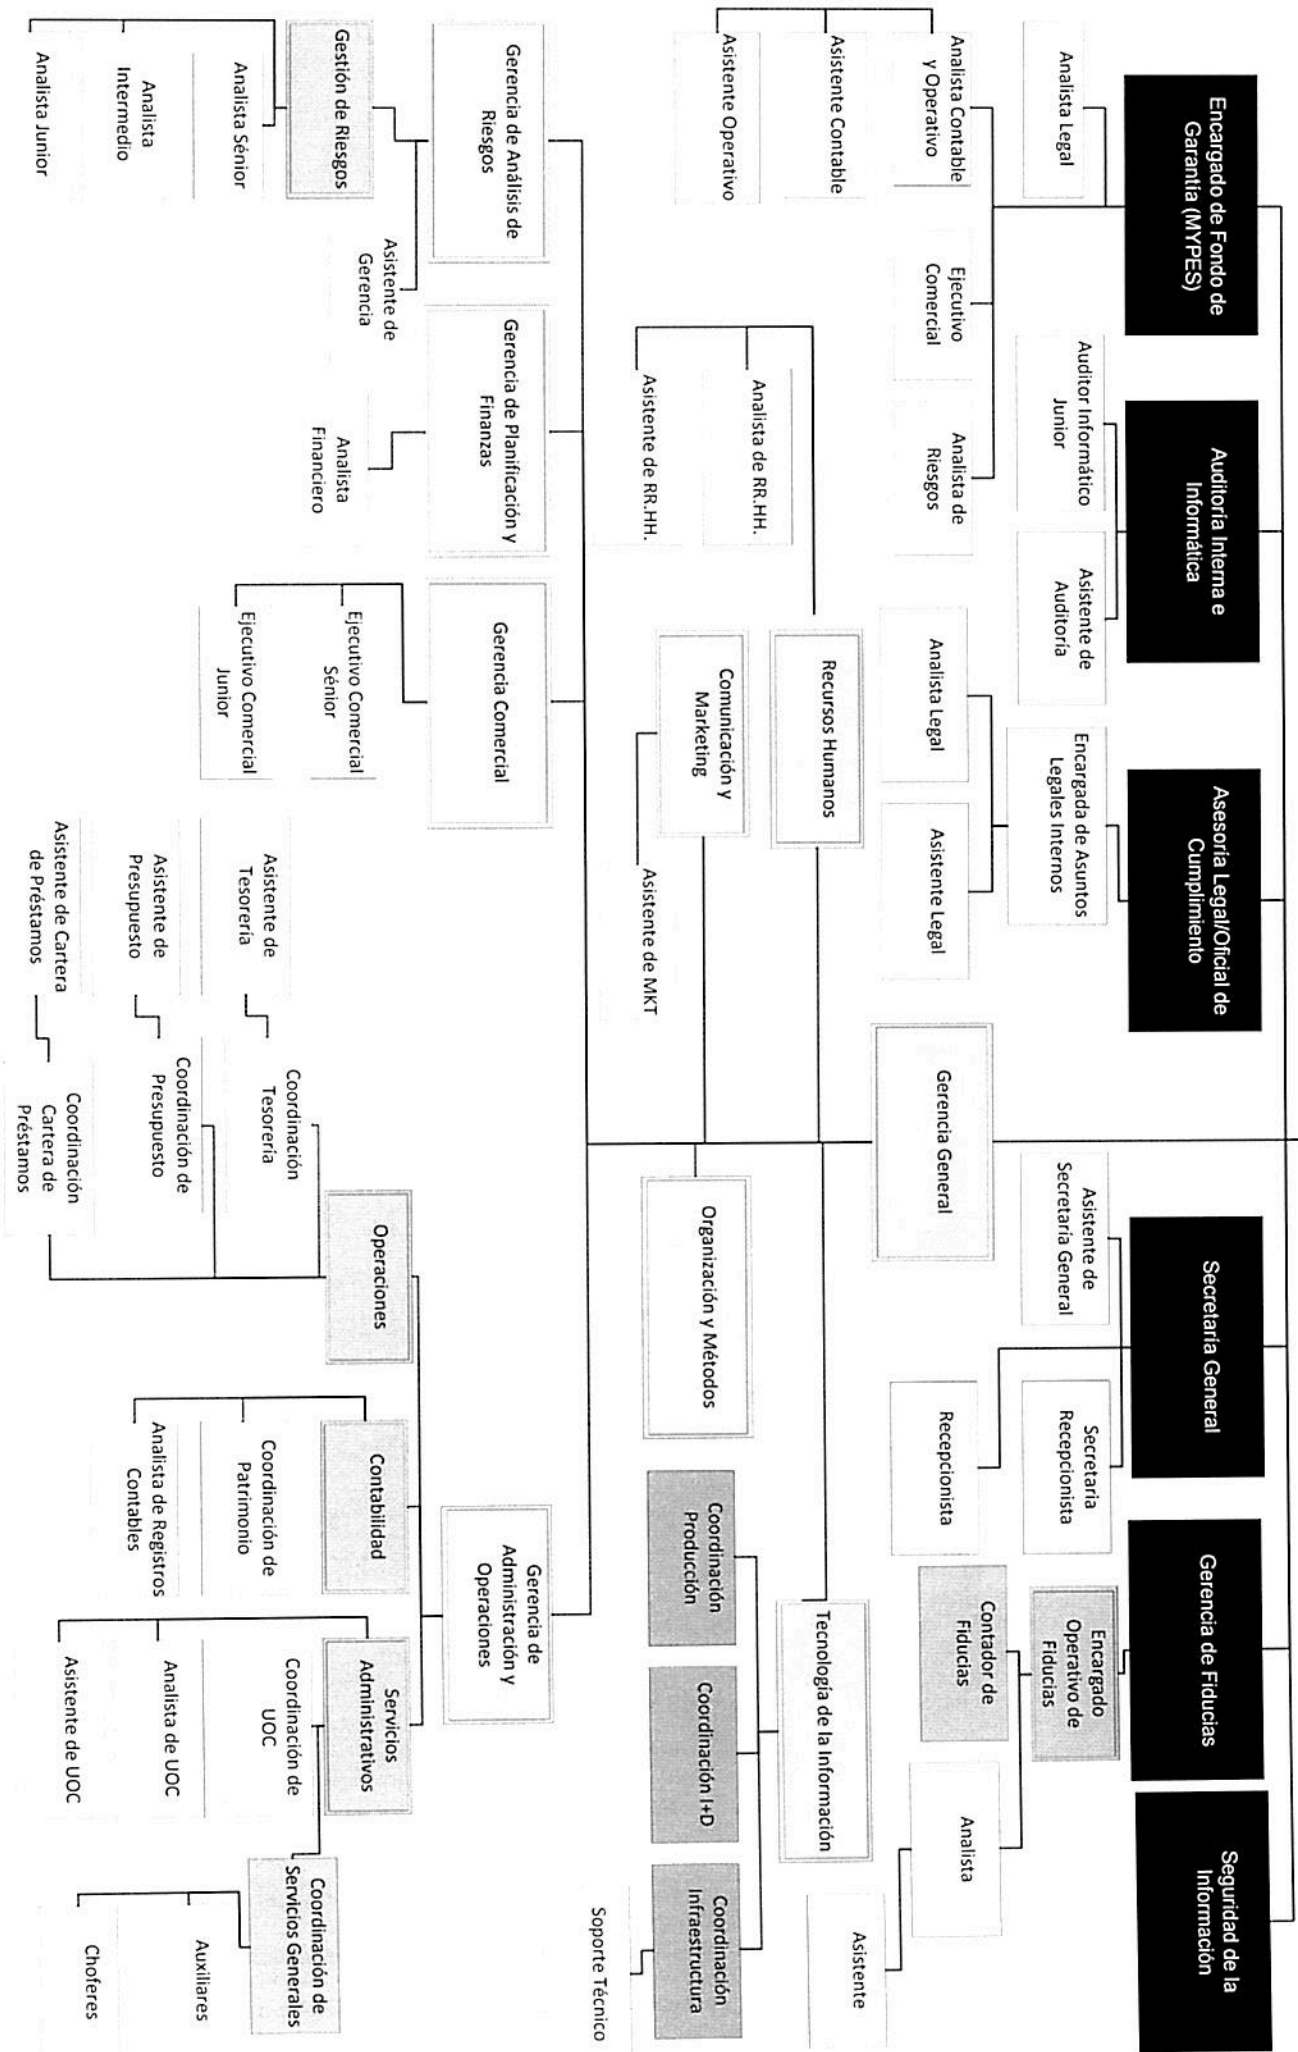 Encargado de Fondo de
Garantía (MYPES)
Auditoría Interna e
Informática
Asesoría Legal/Oficial de
Cumplimiento
Secretaría General
Gerencia de Fiducias
Seguridad de la
Información
Analista Legal
Auditor Informático
Junior
Asistente de
Auditoría
Encargada de Asuntos
Legales Internos
Asistente de
Secretaría General
Secretaria
Recepcionista
Encargado
Operativo de
Fiducias
Analista Contable
y Operativo
Ejecutivo
Comercial
Analista de
Riesgos
Analista Legal
Asistente Legal
Gerencia General
Recepcionista
Contador de
Fiducias
Analista
Asistente Contable
Asistente
Asistente Operativo
Recursos Humanos
Tecnología de la Información
Analista de RR.HH.
Asistente de RR.HH.
Comunicación y
Marketing
Asistente de MKT
Organización y Métodos
Coordinación
Producción
Coordinación I+D
Coordinación
Infraestructura
Soporte Técnico
Gerencia de Análisis de
Riesgos
Gerencia de Planificación y
Finanzas
Gerencia Comercial
Gerencia de
Administración y
Operaciones
Gestión de Riesgos
Asistente de
Gerencia
Analista
Financiero
Ejecutivo Comercial
Sénior
Ejecutivo Comercial
Junior
Operaciones
Contabilidad
Servicios
Administrativos
Analista Sénior
Analista
Intermedio
Analista Junior
Asistente de
Tesorería
Coordinación
Tesorería
Coordinación de
Patrimonio
Coordinación de
UOC
Coordinación de
Servicios Generales
Asistente de
Presupuesto
Coordinación de
Presupuesto
Analista de Registros
Contables
Analista de UOC
Auxiliares
Asistente de Cartera
de Préstamos
Coordinación
Cartera de
Préstamos
Asistente de UOC
Choferes